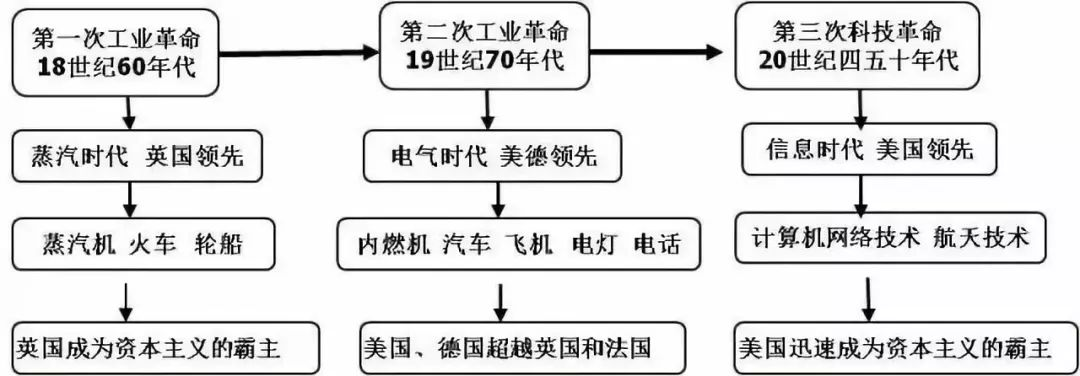 第一次工业革命
18世纪60年代
第二次工业革命
19世纪70年代
第三次科技革命
20世纪四五十年代
蒸汽时代 英国领先
电气时代 美德领先
信息时代 美国领先
蒸汽机 火车 轮船
内燃机 汽车 飞机 电灯 电话
计算机网络技术 航天技术
英国成为资本主义的霸主
美国、德国超越英国和法国
美国迅速成为资本主义的霸主